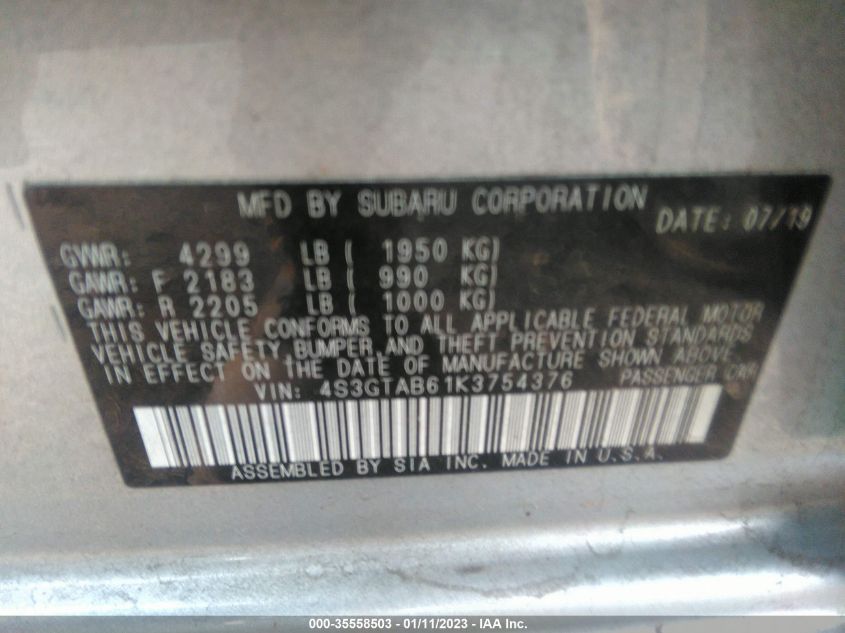 MFD BY SUBARU CORPORATION
DATE: 07/19
GVWR: 4299 LB ( 1950 KG)
GAWR: F 2183 LB ( 990 KG)
GAWR: R 2205 LB ( 1000 KG)
THIS VEHICLE CONFORMS TO ALL APPLICABLE FEDERAL MOTOR
VEHICLE SAFETY, BUMPER, AND THEFT PREVENTION STANDARDS
IN EFFECT ON THE DATE OF MANUFACTURE SHOWN ABOVE.
VIN: 4S3GTAB61K3754376 PASSENGER CAR
ASSEMBLED BY SIA INC. MADE IN U.S.A.
000-35558503 - 01/11/2023 - IAA Inc.